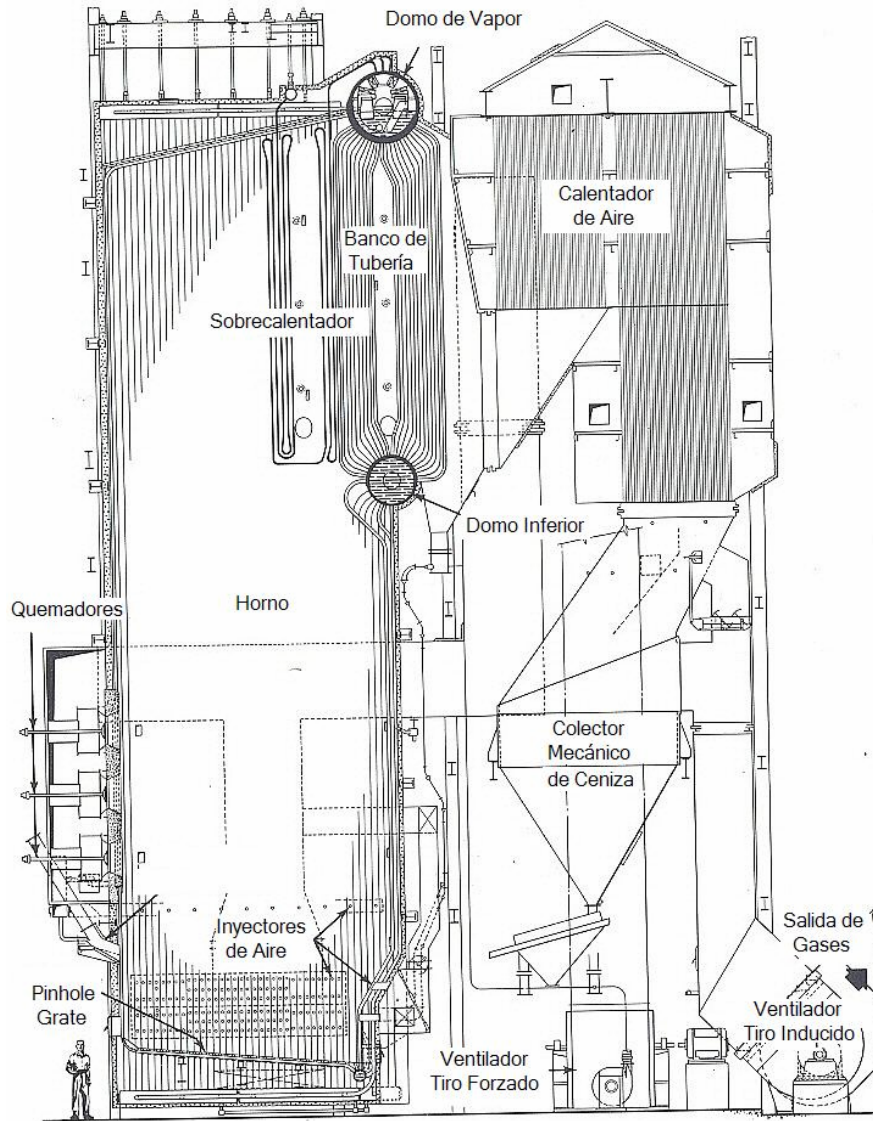 Domo de Vapor
Calentador
de Aire
Banco de
Tubería
Sobrecalentador
Domo Inferior
Quemadores
Horno
Colector
Mecánico
de Ceniza
Inyectores
de Aire
Salida de
Gases
Pinhole
Grate
Ventilador
Tiro Inducido
Ventilador
Tiro Forzado